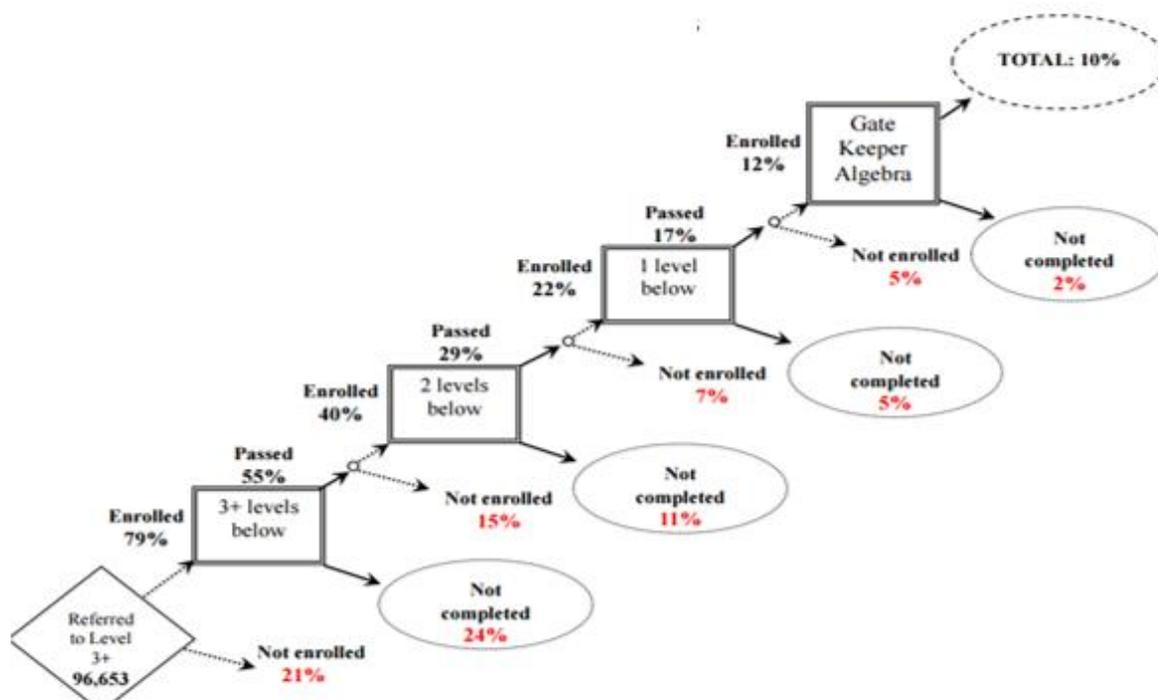 TOTAL: 10%
Enrolled
12%
Gate
Keeper
Algebra
Passed
17%
Not enrolled
5%
Not
completed
2%
Enrolled
22%
1 level
below
Passed
29%
Not enrolled
7%
Not
completed
5%
Enrolled
40%
2 levels
below
Passed
55%
Not enrolled
15%
Not
completed
11%
Enrolled
79%
3+ levels
below
Not
completed
24%
Referred
to Level
3+
96,653
Not enrolled
21%